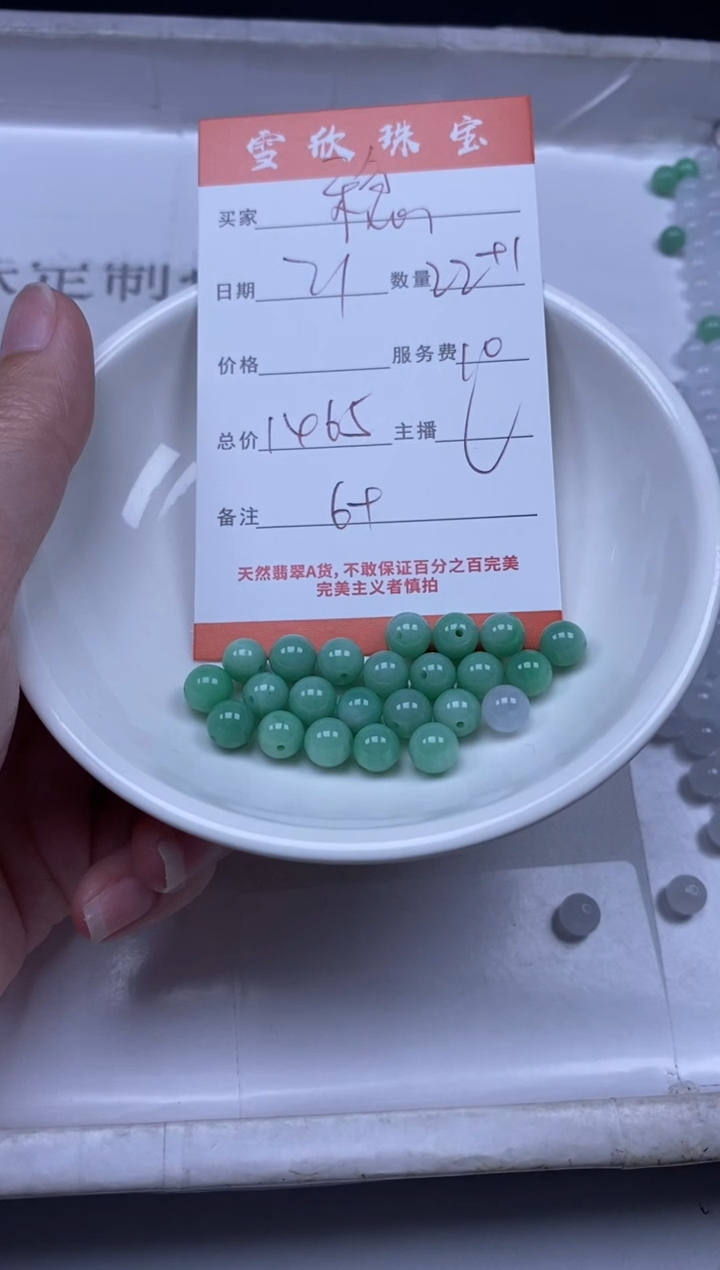 雪欣珠宝
买家
日期 21 数量 22+1
价格 服务费 10
总价 1465 主播
备注 6+
天然翡翠A货,不敢保证百分之百完美
完美主义者慎拍
定制